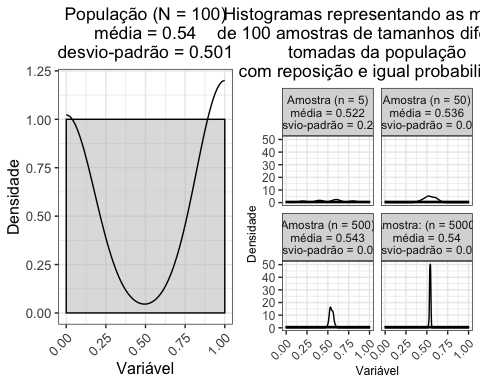 População (N = 100)
média = 0.54
desvio-padrão = 0.501
Densidade
1.25
1.00
0.75
0.50
0.25
0.00
0.00
0.25
0.50
0.75
1.00
Variável
Histogramas representando as m
de 100 amostras de tamanhos dif
tomadas da população
com reposição e igual probabili
Amostra (n = 5)
média = 0.522
svio-padrão = 0.2
Amostra (n = 50)
média = 0.536
svio-padrão = 0.0
Densidade
50
40
30
20
10
0
Amostra (n = 500)
média = 0.543
svio-padrão = 0.0
mostra: (n = 5000
média = 0.54
svio-padrão = 0.0
50
40
30
20
10
0
0.00
0.25
0.50
0.75
1.00
0.00
0.25
0.50
0.75
1.00
Variável